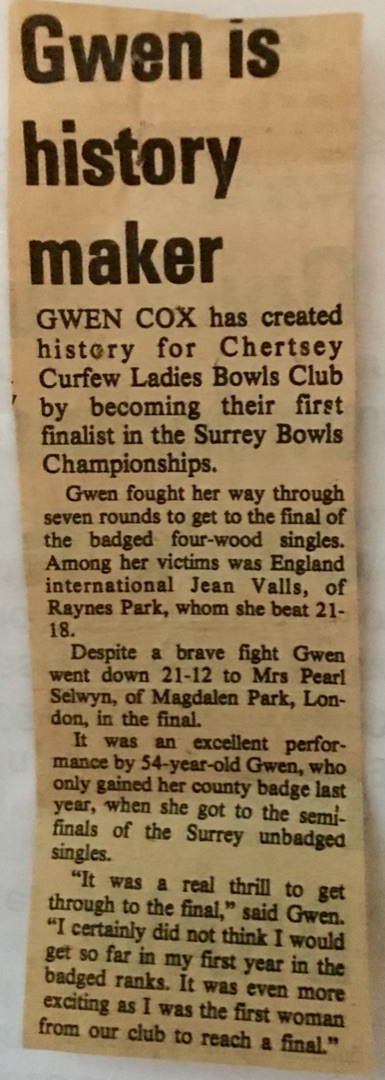 Gwen is
history
maker
GWEN COX has created
history for Chertsey
Curfew Ladies Bowls Club
by becoming their first
finalist in the Surrey Bowls
Championships.
Gwen fought her way through
seven rounds to get to the final of
the badged four-wood singles.
Among her victims was England
international Jean Valls, of
Raynes Park, whom she beat 21-
18.
Despite a brave fight Gwen
went down 21-12 to Mrs Pearl
Selwyn, of Magdalen Park, Lon-
don, in the final.
It was an excellent perfor-
mance by 54-year-old Gwen, who
only gained her county badge last
year, when she got to the semi-
finals of the Surrey unbadged
singles.
“It was a real thrill to get
through to the final,” said Gwen.
“I certainly did not think I would
get so far in my first year in the
badged ranks. It was even more
exciting as I was the first woman
from our club to reach a final.”